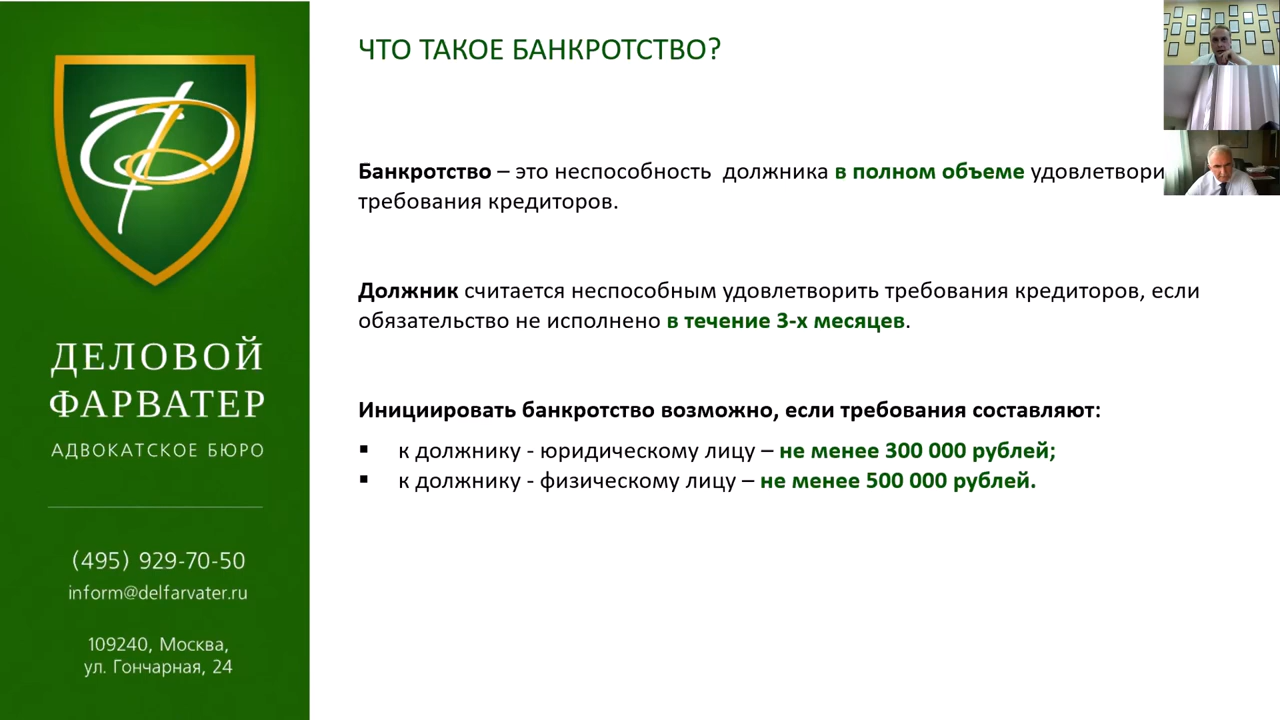 ЧТО ТАКОЕ БАНКРОТСТВО?
Банкротство – это неспособность должника в полном объеме
требования кредиторов.
Должник считается неспособным удовлетворить требования кредиторов, если
обязательство не исполнено в течение 3-х месяцев.
Инициировать банкротство возможно, если требования составляют:
▪ к должнику - юридическому лицу – не менее 300 000 рублей;
▪ к должнику - физическому лицу – не менее 500 000 рублей.
ДЕЛОВОЙ
ФАРВАТЕР
АДВОКАТСКОЕ БЮРО
(495) 929-70-50
inform@delfarvater.ru
109240, Москва,
ул. Гончарная, 24